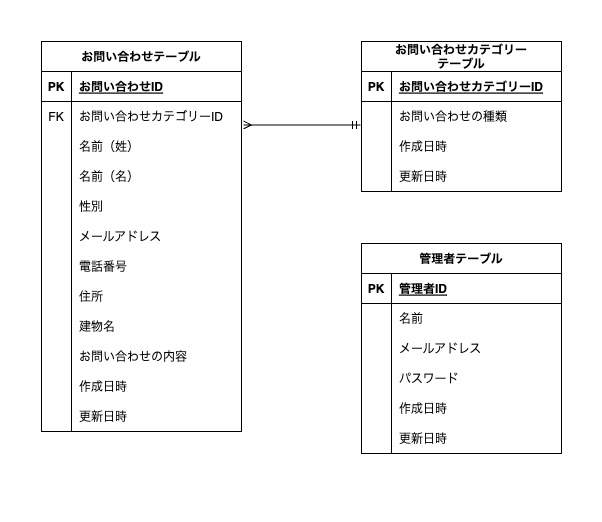 お問い合わせテーブル
PK お問い合わせID
FK お問い合わせカテゴリーID
名前（姓）
名前（名）
性別
メールアドレス
電話番号
住所
建物名
お問い合わせの内容
作成日時
更新日時
お問い合わせカテゴリー
テーブル
PK お問い合わせカテゴリーID
お問い合わせの種類
作成日時
更新日時
管理者テーブル
PK 管理者ID
名前
メールアドレス
パスワード
作成日時
更新日時